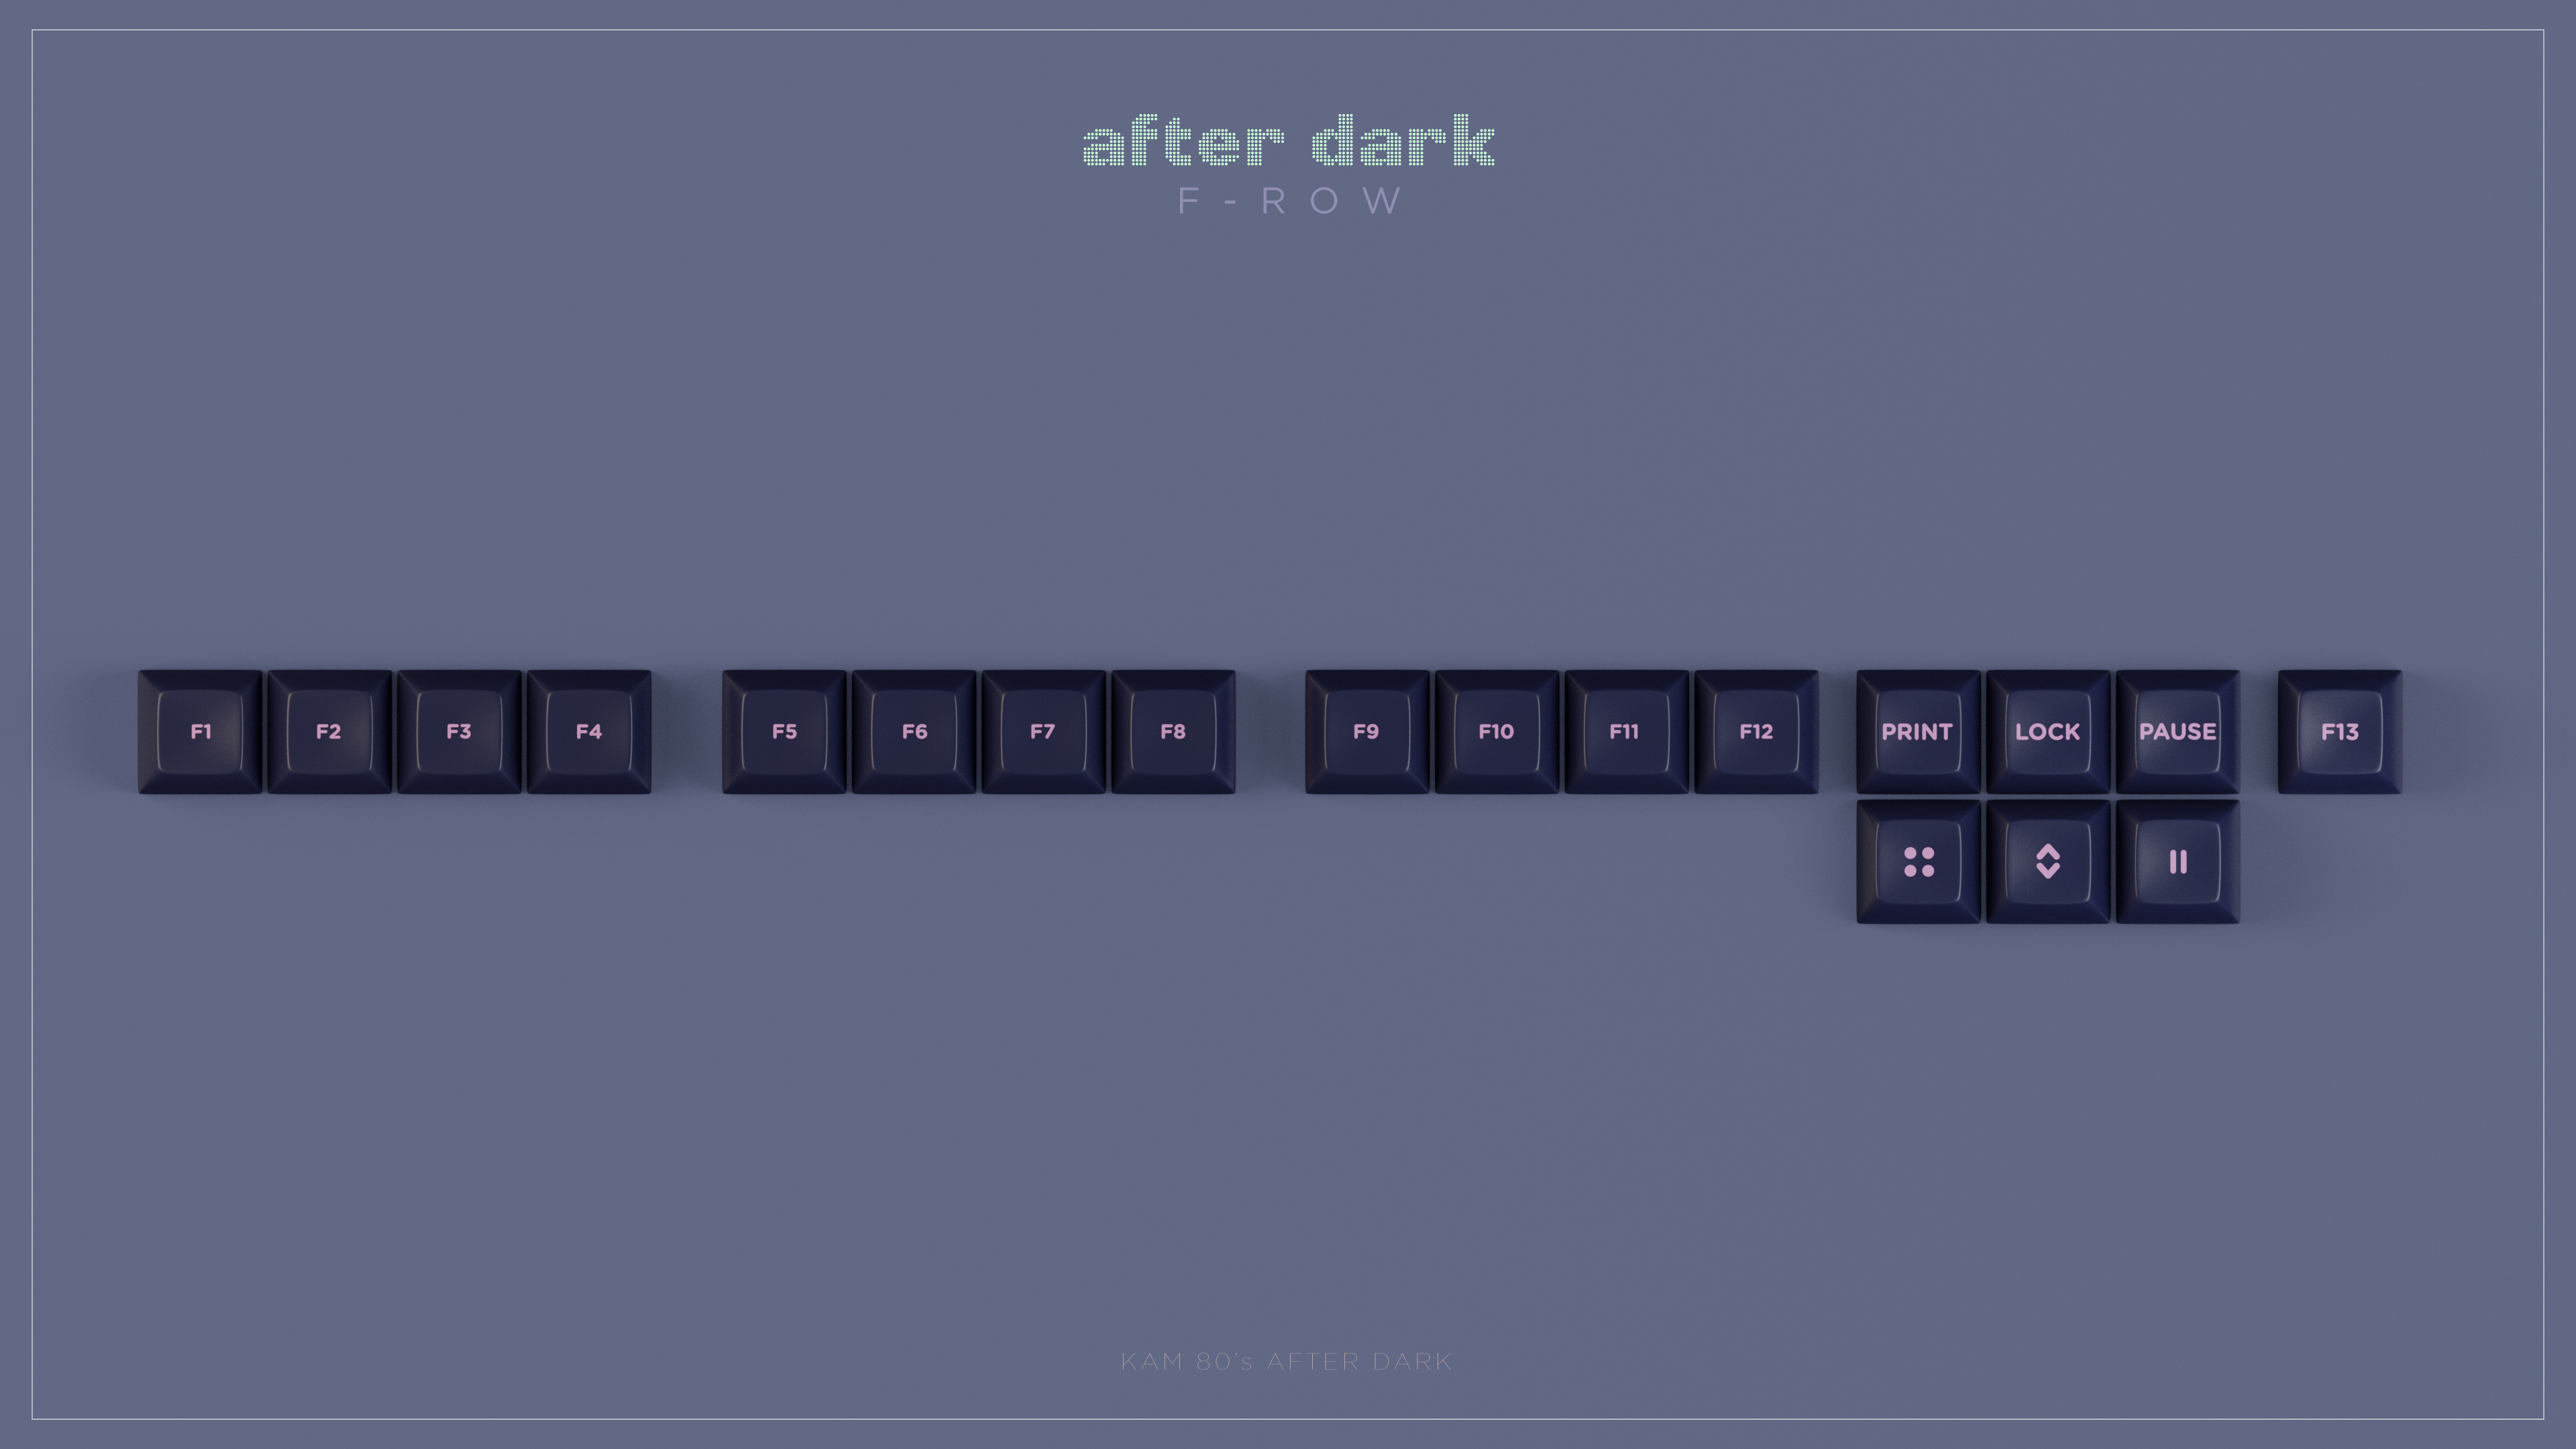 after dark
F-ROW
F1 F2 F3 F4 F5 F6 F7 F8 F9 F10 F11 F12 PRINT LOCK PAUSE F13
KAM 80's AFTER DARK